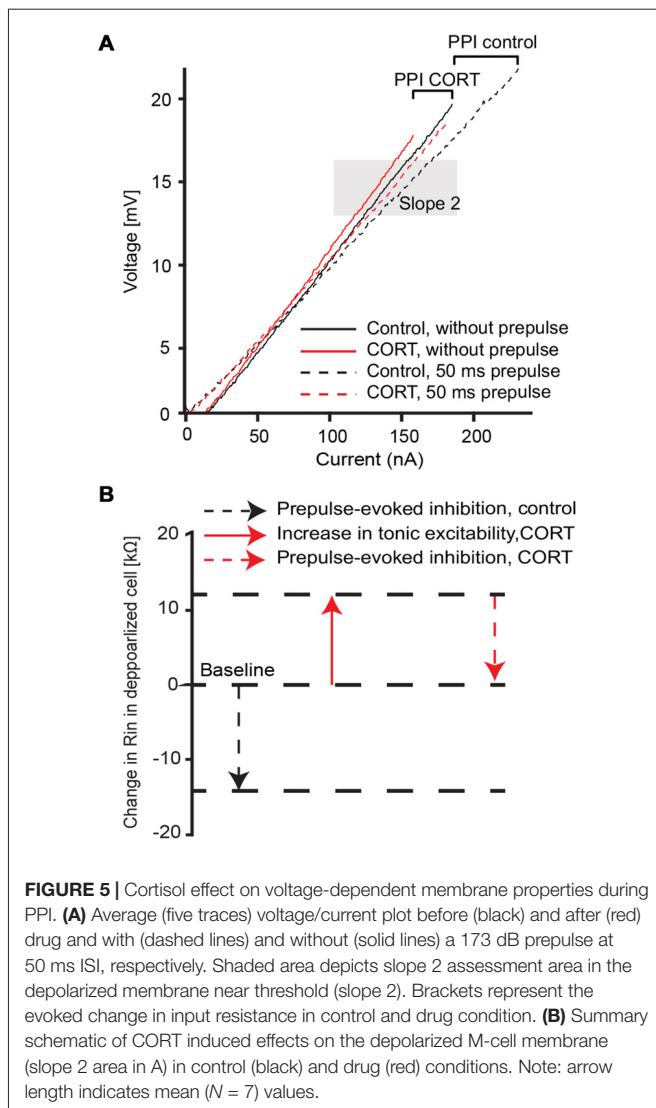 A
PPI control
PPI CORT
20
15
10
5
0
Voltage [mV]
Slope 2
Control, without prepulse
CORT, without prepulse
Control, 50 ms prepulse
CORT, 50 ms prepulse
0
50
100
150
200
Current (nA)
B
Prepulse-evoked inhibition, control
Increase in tonic excitability,CORT
Prepulse-evoked inhibition, CORT
20
10
0
-10
-20
Change in Rin in deppoarlized cell [kΩ]
Baseline
FIGURE 5 | Cortisol effect on voltage-dependent membrane properties during
PPI. (A) Average (five traces) voltage/current plot before (black) and after (red)
drug and with (dashed lines) and without (solid lines) a 173 dB prepulse at
50 ms ISI, respectively. Shaded area depicts slope 2 assessment area in the
depolarized membrane near threshold (slope 2). Brackets represent the
evoked change in input resistance in control and drug condition. (B) Summary
schematic of CORT induced effects on the depolarized M-cell membrane
(slope 2 area in A) in control (black) and drug (red) conditions. Note: arrow
length indicates mean (N = 7) values.